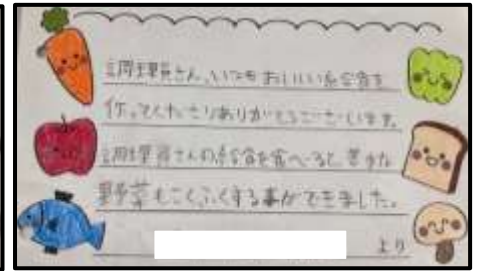 調理員さん、いつもおいしい給食を
作ってくださりありがとうございます。
調理員さんの給食を食べると、苦手な
野菜もこくふくする事ができました。
より